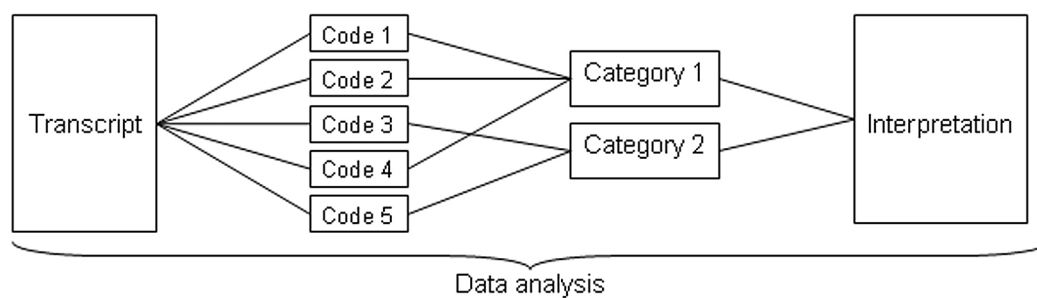 Transcript
Code 1
Code 2
Code 3
Code 4
Code 5
Category 1
Category 2
Interpretation
Data analysis